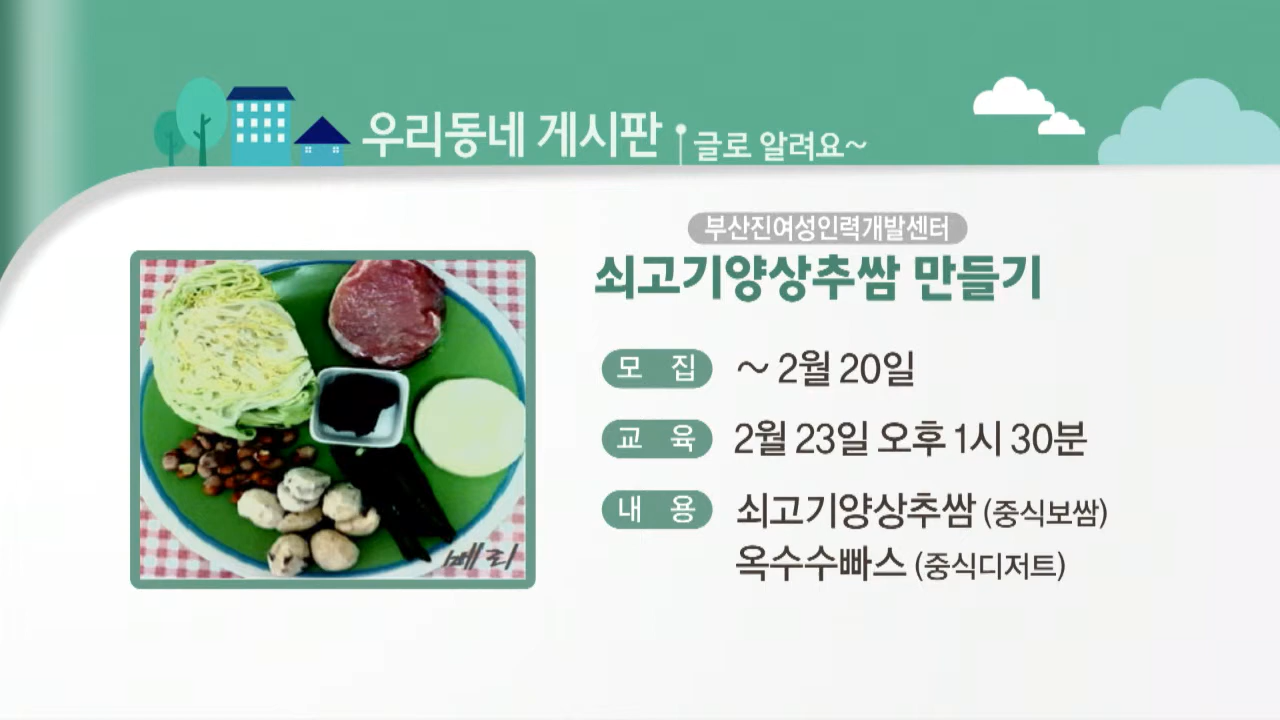 우리동네 게시판 글로 알려요~
부산진여성인력개발센터
쇠고기양상추쌈 만들기
모 집 ~ 2월 20일
교 육 2월 23일 오후 1시 30분
내 용 쇠고기양상추쌈 (중식보쌈)
옥수수빠스 (중식디저트)
베리